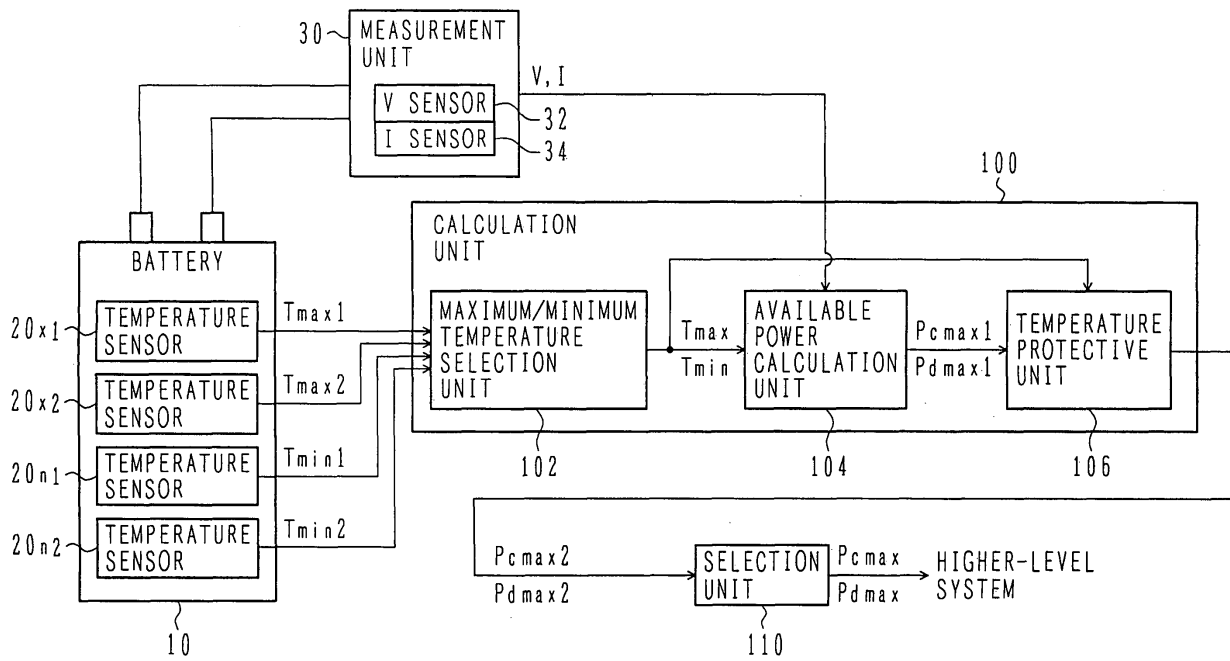 30
MEASUREMENT
UNIT
V SENSOR
I SENSOR
32
34
V, I
100
CALCULATION
UNIT
BATTERY
20x1
TEMPERATURE
SENSOR
Tmax1
20x2
TEMPERATURE
SENSOR
Tmax2
20n1
TEMPERATURE
SENSOR
Tmin1
20n2
TEMPERATURE
SENSOR
Tmin2
10
MAXIMUM/MINIMUM
TEMPERATURE
SELECTION
UNIT
102
Tmax
Tmin
AVAILABLE
POWER
CALCULATION
UNIT
104
Pcmax1
Pdmax1
TEMPERATURE
PROTECTIVE
UNIT
106
Pcmax2
Pdmax2
SELECTION
UNIT
110
Pcmax
Pdmax
HIGHER-LEVEL
SYSTEM